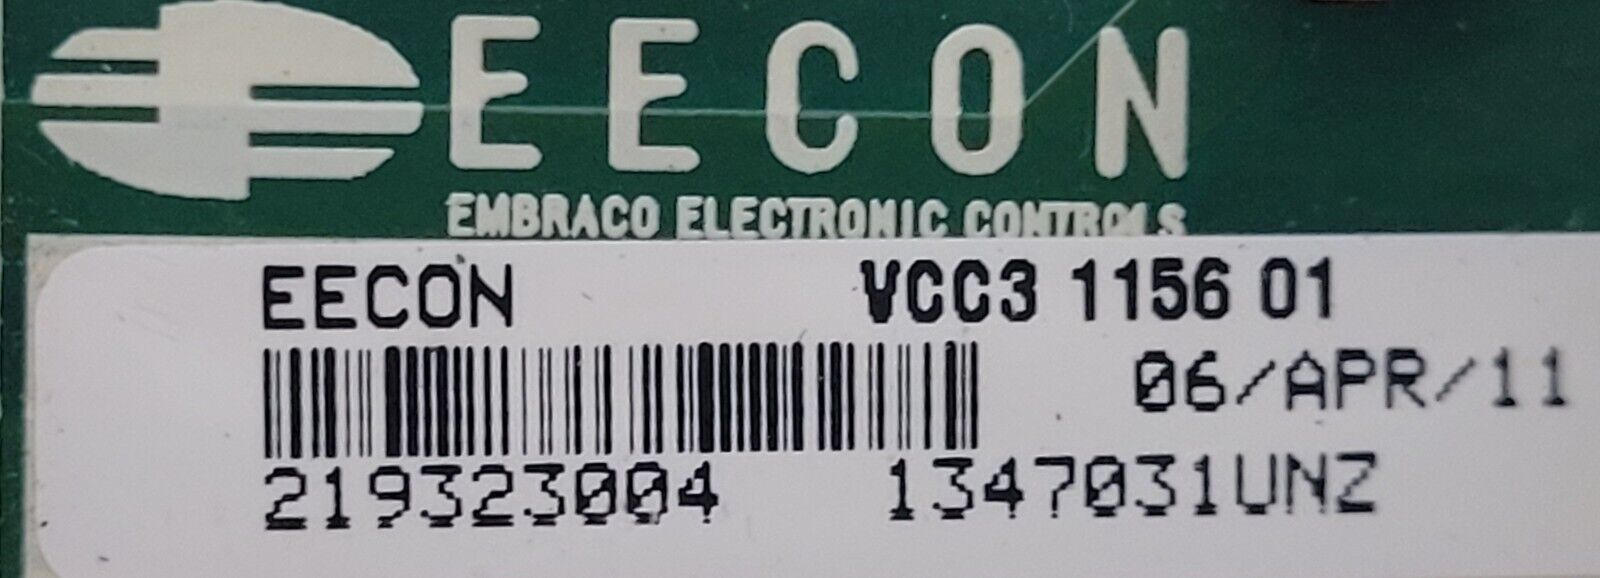 EECON
EMBRACO ELECTRONIC CONTROLS
EECON VCC3 1156 01
06/APR/11
219323004 1347031UNZ